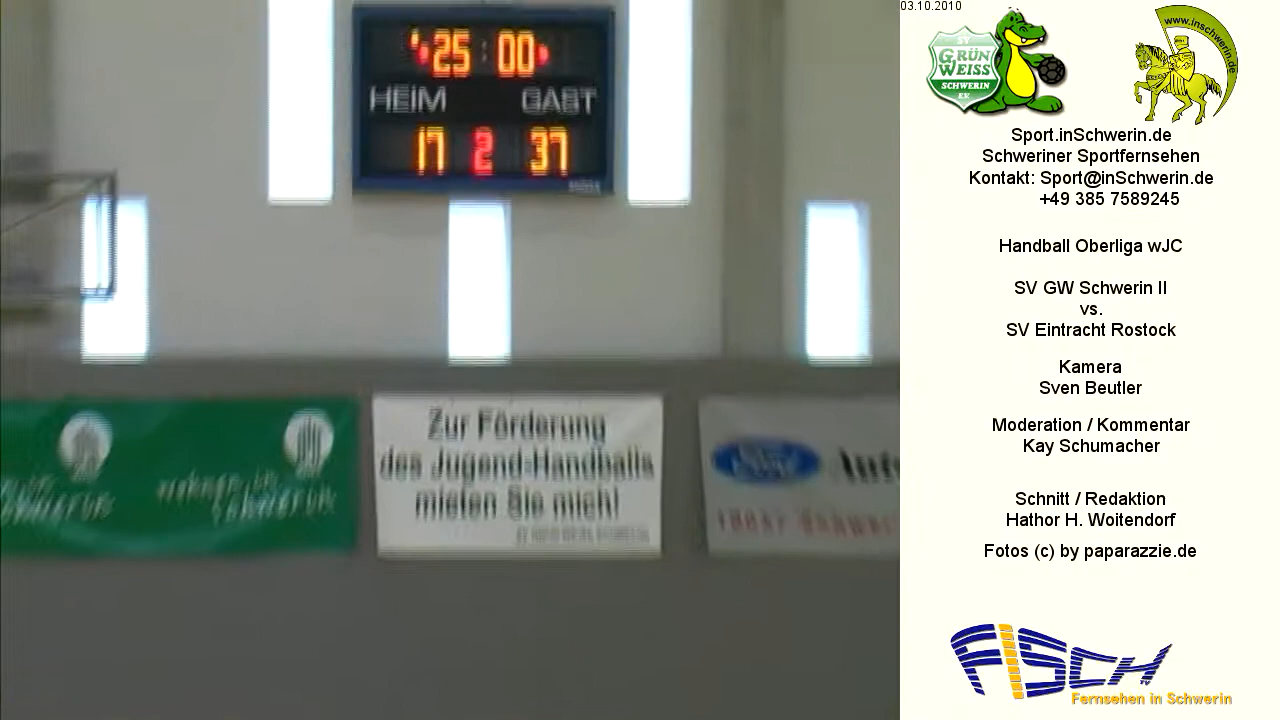 25:00
HEIM GAST
17 2 37
Zur Förderung
des Jugend-Handballs
mieten Sie mich!
Ford
03.10.2010
SV
GRÜN
WEISS
SCHWERIN
www.inschwerin.de
Sport.inSchwerin.de
Schweriner Sportfernsehen
Kontakt: Sport@inSchwerin.de
+49 385 7589245
Handball Oberliga wJC
SV GW Schwerin II
vs.
SV Eintracht Rostock
Kamera
Sven Beutler
Moderation / Kommentar
Kay Schumacher
Schnitt / Redaktion
Hathor H. Woitendorf
Fotos (c) by paparazzie.de
FISCH
Fernsehen in Schwerin